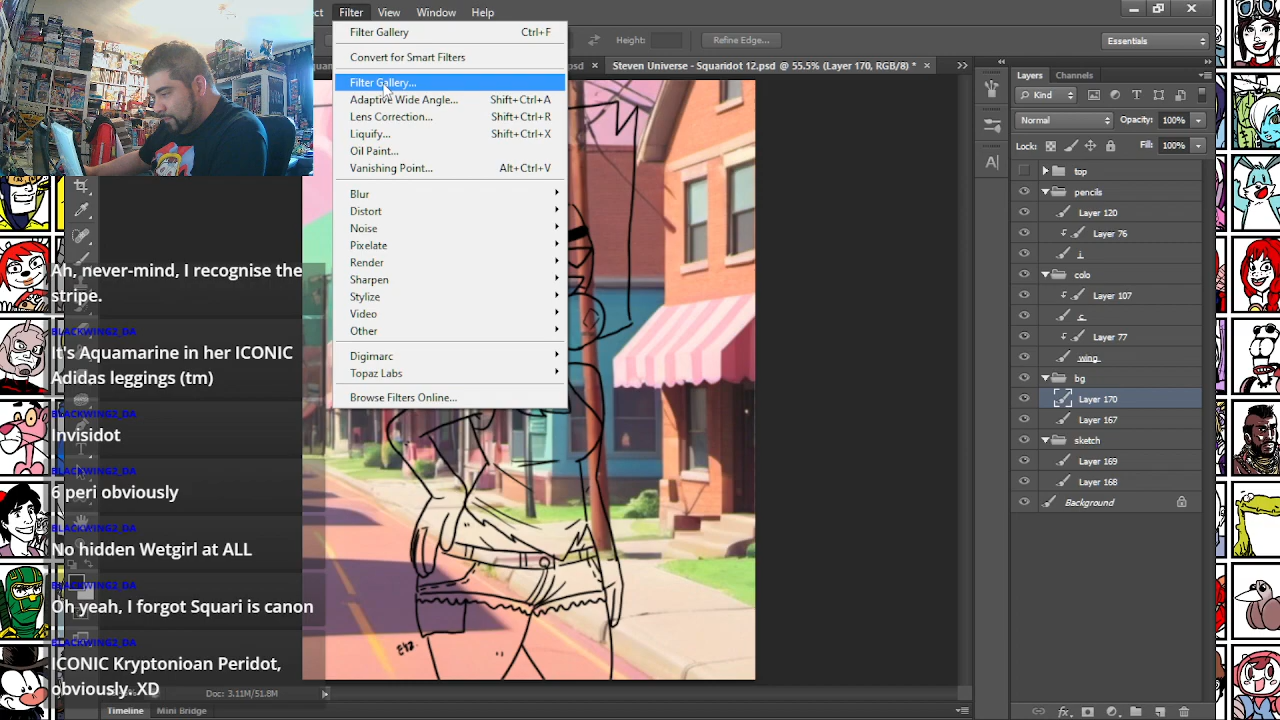 Filter
View
Window
Help
Filter Gallery Ctrl+F
Convert for Smart Filters
Filter Gallery...
Adaptive Wide Angle... Shift+Ctrl+A
Lens Correction... Shift+Ctrl+R
Liquify... Shift+Ctrl+X
Oil Paint...
Vanishing Point... Alt+Ctrl+V
Blur
Distort
Noise
Pixelate
Render
Sharpen
Stylize
Video
Other
Digimarc
Topaz Labs
Browse Filters Online...
Height:
Refine Edge...
Essentials
Steven Universe - Squaridot 12.psd @ 55.5% (Layer 170, RGB/8) *
Layers
Channels
Kind
Normal
Opacity: 100%
Lock:
Fill: 100%
top
pencils
Layer 120
Layer 76
i
colo
Layer 107
c
Layer 77
wing
bg
Layer 170
Layer 167
sketch
Layer 169
Layer 168
Background
Ah, never-mind, I recognise the
stripe.
BLACKWING2_DA
It's Aquamarine in her ICONIC
Adidas leggings (tm)
BLACKWING2_DA
Invisidot
BLACKWING2_DA
6 peri obviously
BLACKWING2_DA
No hidden Wetgirl at ALL
BLACKWING2_DA
Oh yeah, I forgot Squari is canon
BLACKWING2_DA
ICONIC Kryptonioan Peridot,
obviously. XD
Doc: 3.11M/51.8M
Timeline
Mini Bridge